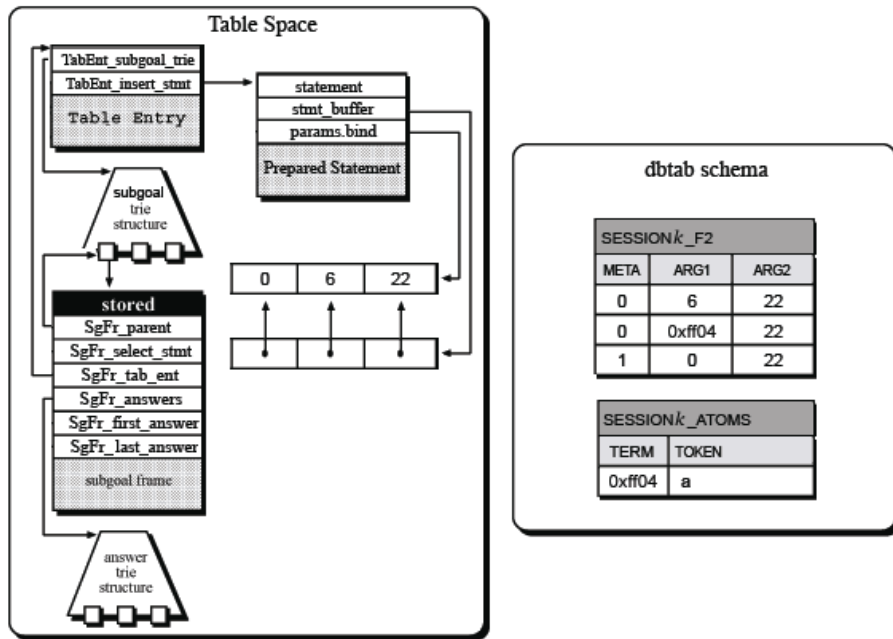 Table Space
TabEnt_subgoal_trie
TabEnt_insert_stmt
Table Entry
statement
stmt_buffer
params.bind
Prepared Statement
subgoal
trie
structure
0 6 22
stored
SgFr_parent
SgFr_select_stmt
SgFr_tab_ent
SgFr_answers
SgFr_first_answer
SgFr_last_answer
subgoal frame
answer
trie
structure
dbtab schema
SESSIONk_F2
META ARG1 ARG2
0 6 22
0 0xff04 22
1 0 22
SESSIONk_ATOMS
TERM TOKEN
0xff04 a